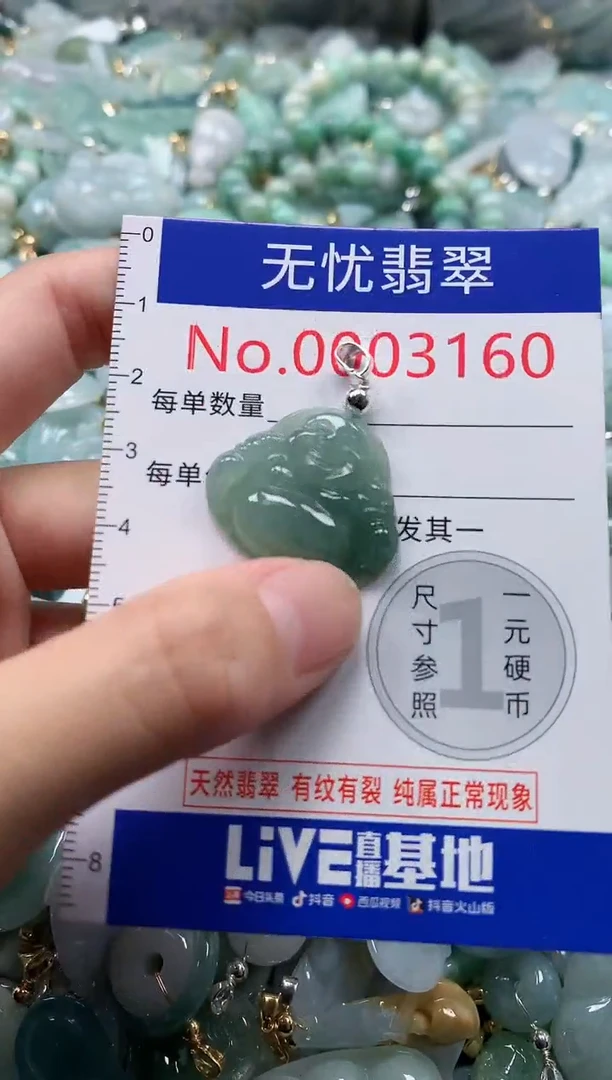 0
无忧翡翠
1
No.0003160
2
每单数量
3
每单
4
发其一
尺寸参照
1
一元硬币
天然翡翠 有纹有裂 纯属正常现象
LiVE直播基地
8
今日头条 抖音 西瓜视频 抖音火山版